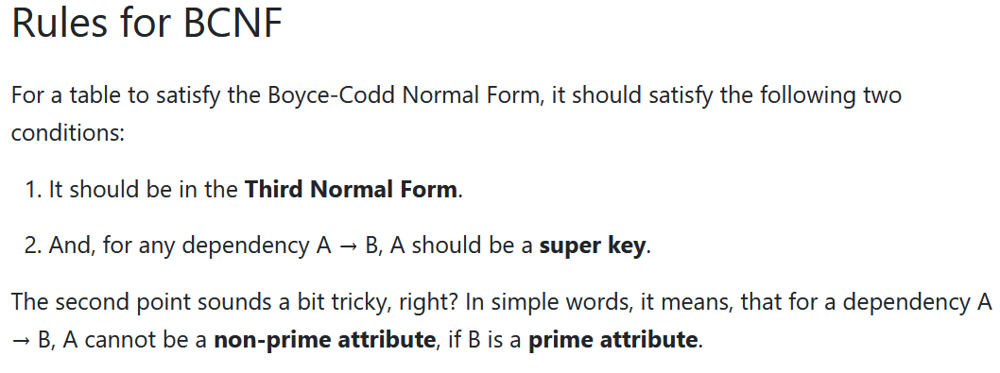 Rules for BCNF
For a table to satisfy the Boyce-Codd Normal Form, it should satisfy the following two
conditions:
1. It should be in the Third Normal Form.
2. And, for any dependency A → B, A should be a super key.
The second point sounds a bit tricky, right? In simple words, it means, that for a dependency A
→ B, A cannot be a non-prime attribute, if B is a prime attribute.